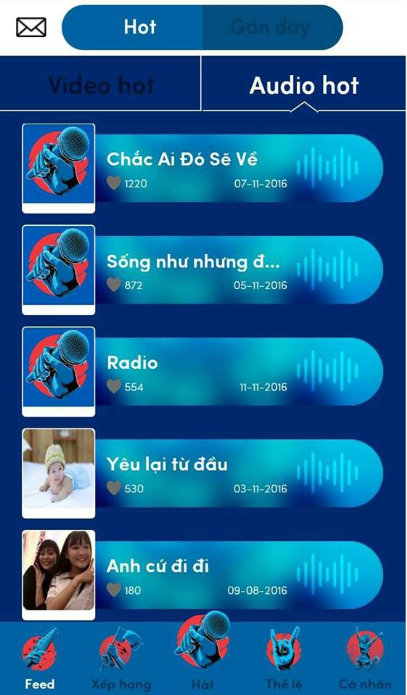 Hot
Gần đây
Video hot
Audio hot
Chắc Ai Đó Sẽ Về
1220 07-11-2016
Sống như nhưng đ...
872 05-11-2016
Radio
554 11-11-2016
Yêu lại từ đầu
530 03-11-2016
Anh cứ đi đi
180 09-08-2016
Feed
Xếp hạng
Hát
Thể lệ
Cá nhân